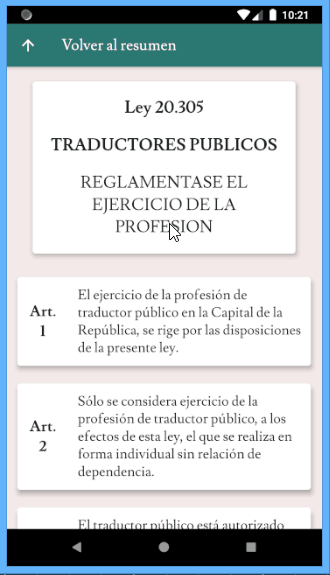 10:21
Volver al resumen
Ley 20.305
TRADUCTORES PUBLICOS
REGLAMENTASE EL
EJERCICIO DE LA
PROFESION
Art.
1
El ejercicio de la profesión de
traductor público en la Capital de la
República, se rige por las disposiciones
de la presente ley.
Art.
2
Sólo se considera ejercicio de la
profesión de traductor público, a los
efectos de esta ley, el que se realiza en
forma individual sin relación de
dependencia.
El traductor público está autorizado